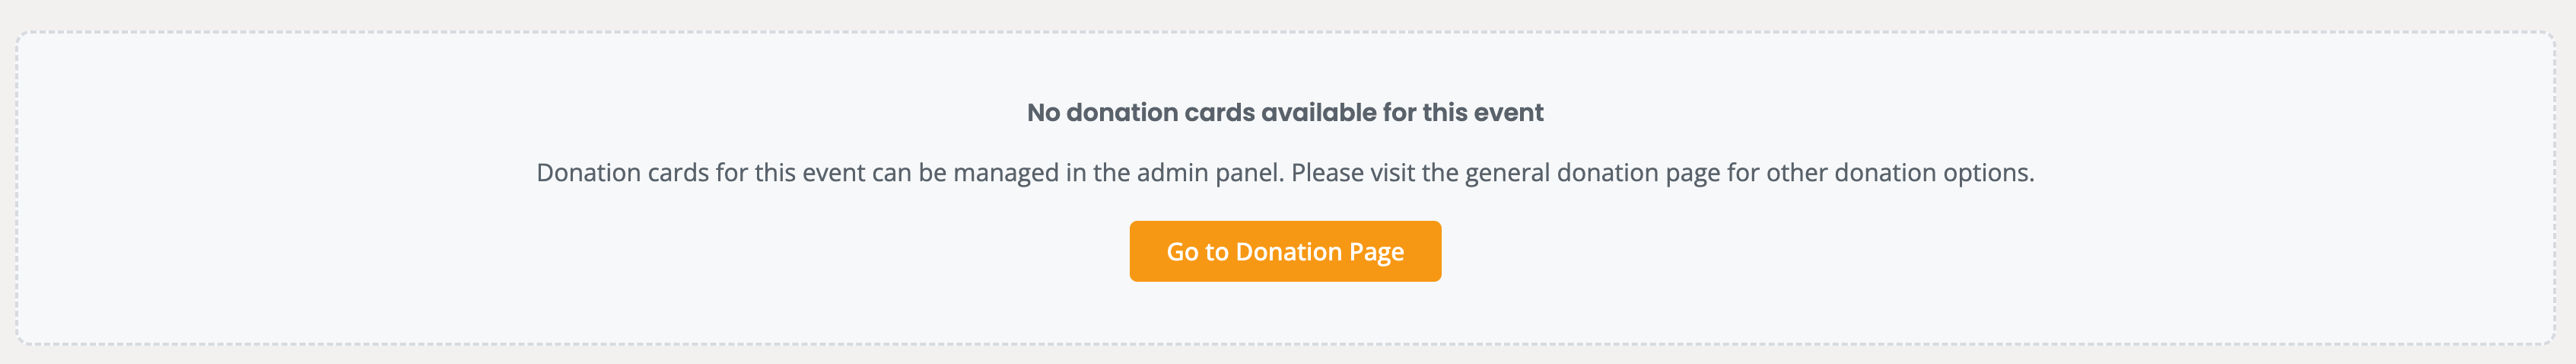 No donation cards available for this event
Donation cards for this event can be managed in the admin panel. Please visit the general donation page for other donation options.
Go to Donation Page